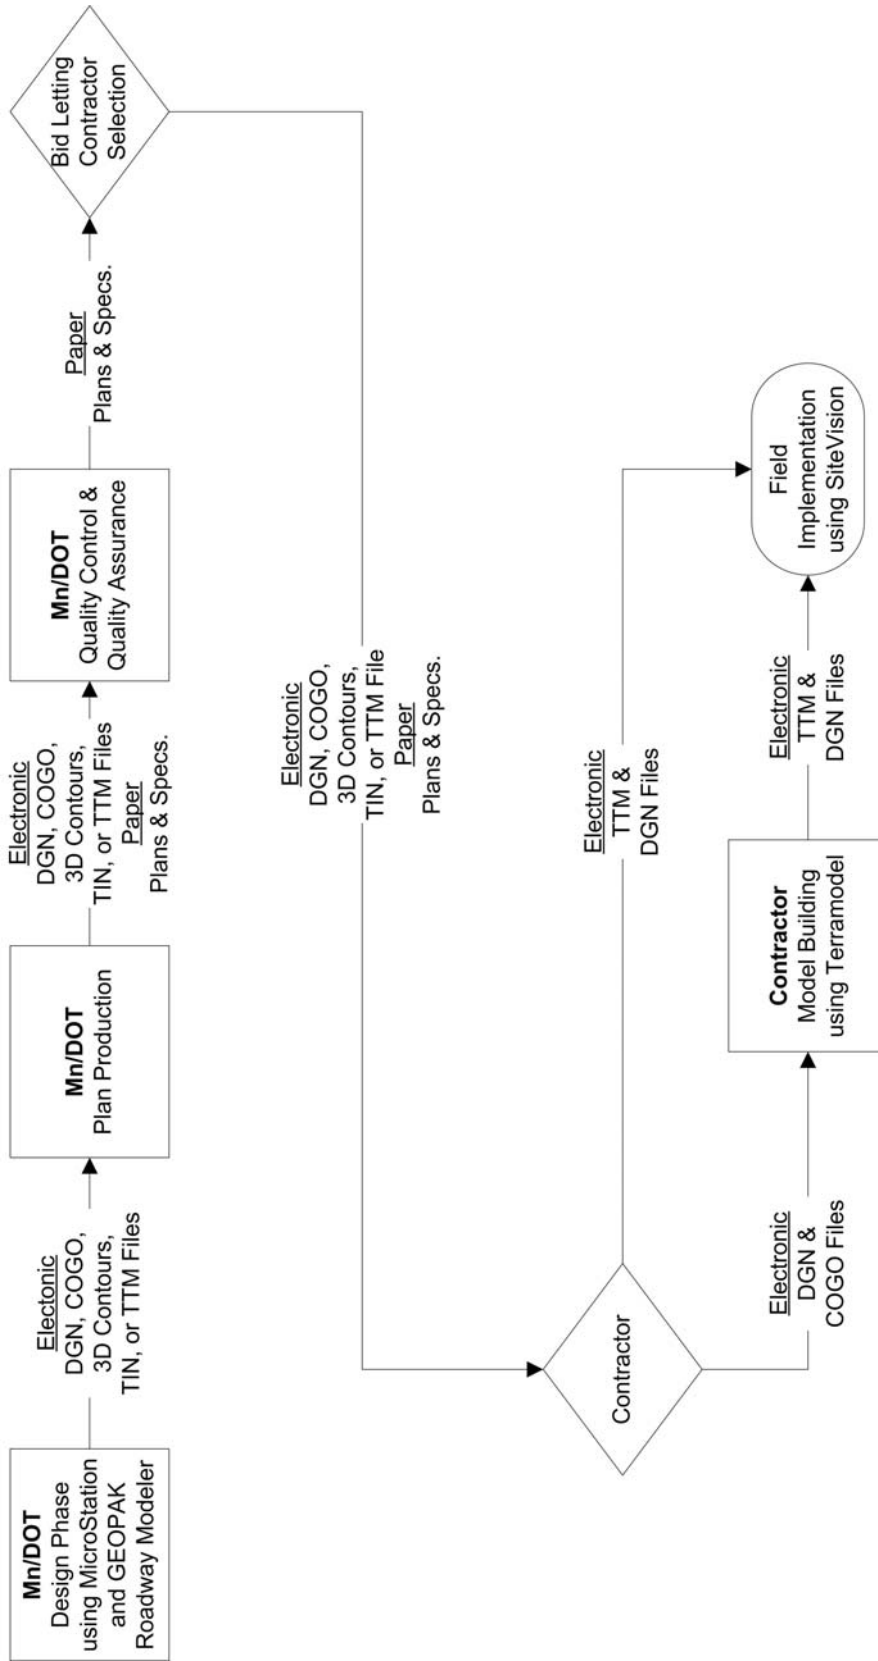 Mn/DOT
Design Phase
using MicroStation
and GEOPAK
Roadway Modeler
Electonic
DGN, COGO,
3D Contours,
TIN, or TTM Files
Mn/DOT
Plan Production
Electronic
DGN, COGO,
3D Contours,
TIN, or TTM Files
Paper
Plans & Specs.
Mn/DOT
Quality Control &
Quality Assurance
Paper
Plans & Specs.
Bid Letting
Contractor
Selection
Electronic
DGN, COGO,
3D Contours,
TIN, or TTM File
Paper
Plans & Specs.
Contractor
Electronic
TTM &
DGN Files
Electronic
DGN &
COGO Files
Contractor
Model Building
using Terramodel
Electronic
TTM &
DGN Files
Field
Implementation
using SiteVision